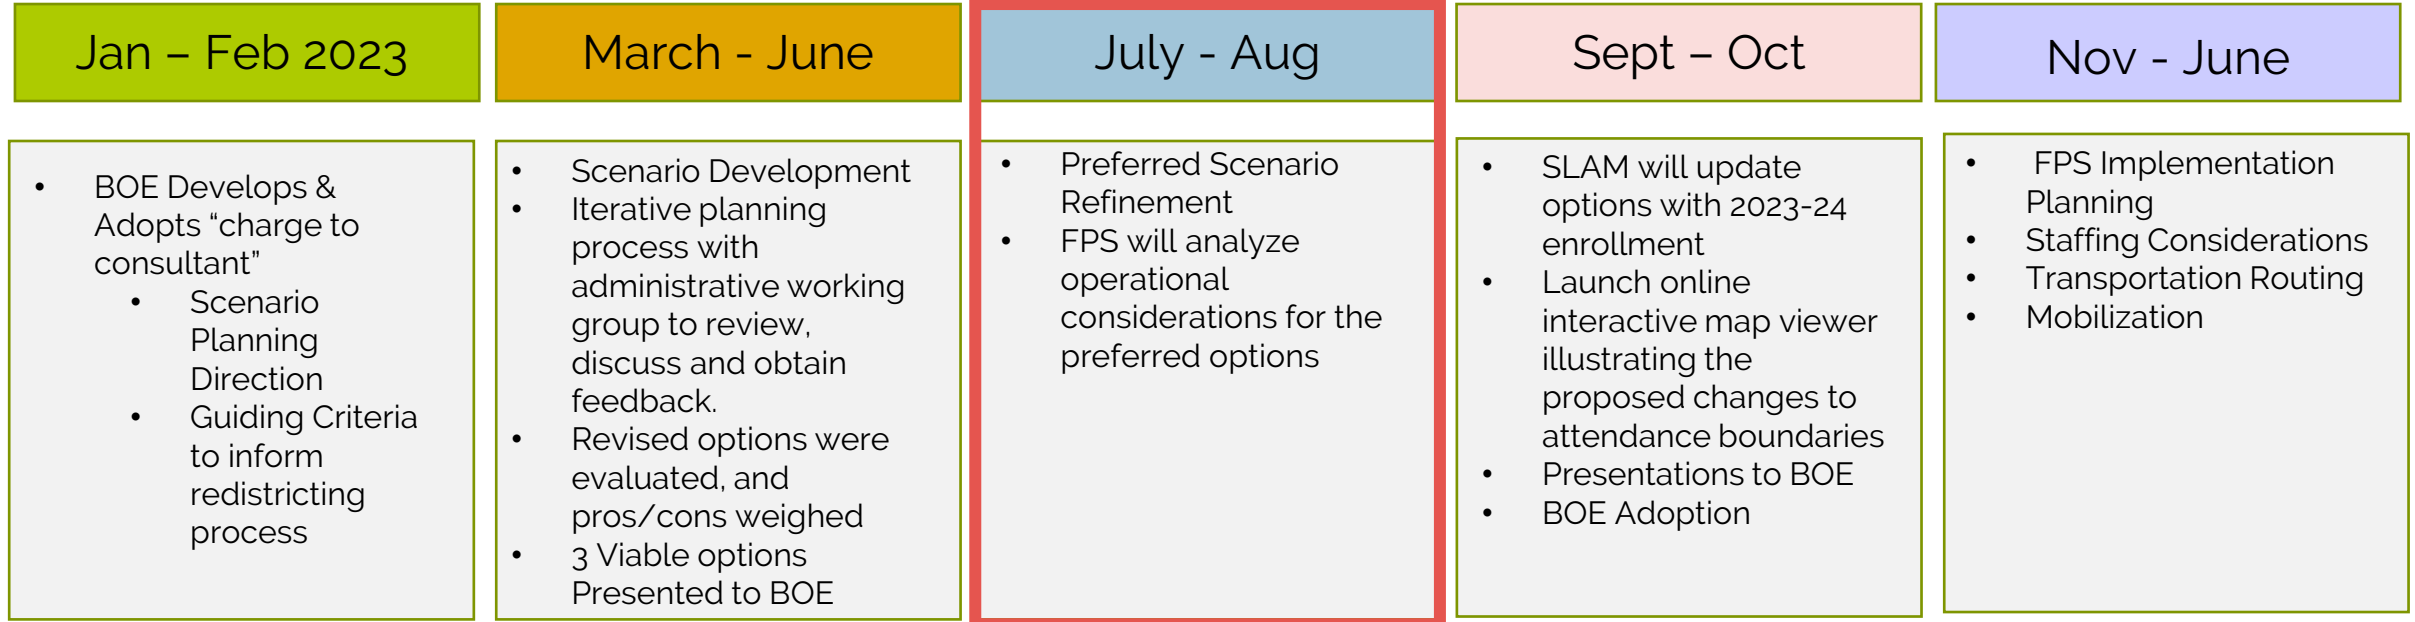 Jan – Feb 2023
• BOE Develops &
Adopts “charge to
consultant”
• Scenario
Planning
Direction
• Guiding Criteria
to inform
redistricting
process
March - June
• Scenario Development
• Iterative planning
process with
administrative working
group to review,
discuss and obtain
feedback.
• Revised options were
evaluated, and
pros/cons weighed
• 3 Viable options
Presented to BOE
July - Aug
• Preferred Scenario
Refinement
• FPS will analyze
operational
considerations for the
preferred options
Sept – Oct
• SLAM will update
options with 2023-24
enrollment
• Launch online
interactive map viewer
illustrating the
proposed changes to
attendance boundaries
• Presentations to BOE
• BOE Adoption
Nov - June
• FPS Implementation
Planning
• Staffing Considerations
• Transportation Routing
• Mobilization